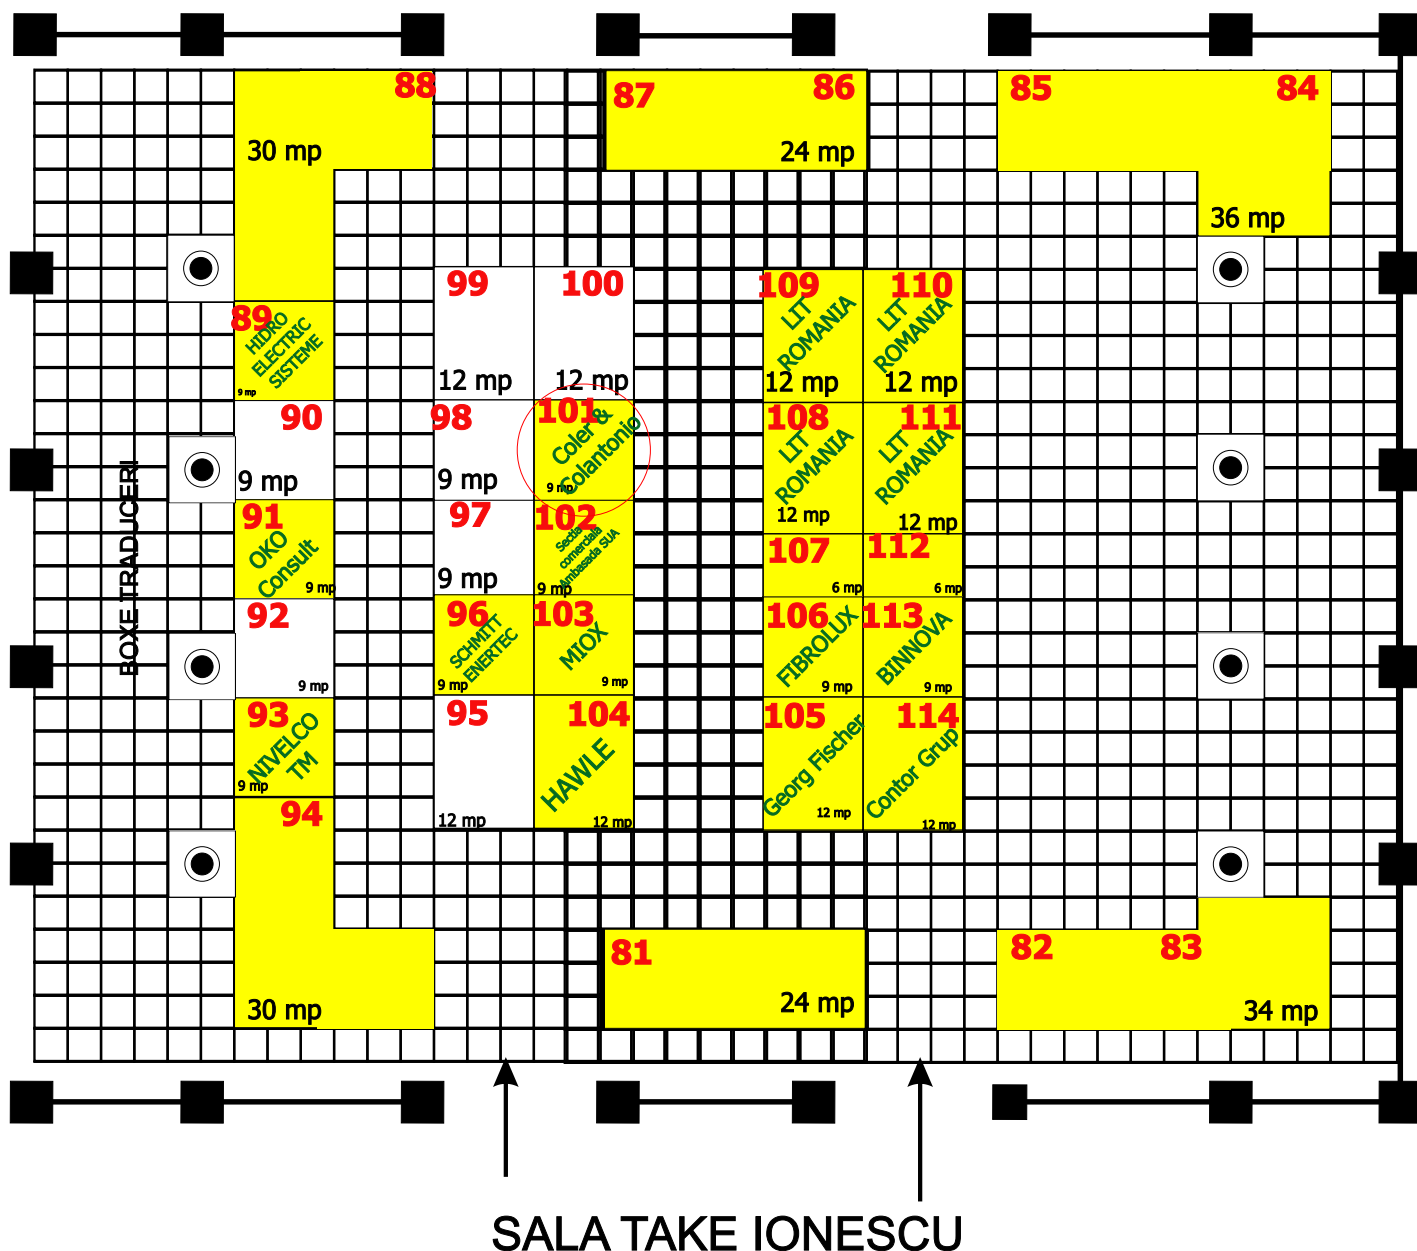 88
87
86
85
84
30 mp
24 mp
36 mp
99
100
109
110
LIT
ROMANIA
LIT
ROMANIA
89
HIDRO
ELECTRIC
SISTEME
9 mp
12 mp
12 mp
12 mp
12 mp
90
98
101
Coler &
Colantonio
108
111
LIT
ROMANIA
LIT
ROMANIA
9 mp
9 mp
9 mp
91
OKO
Consult
9 mp
97
9 mp
102
Sectia
comerciala
Ambasada SUA
9 mp
12 mp
12 mp
107
112
6 mp
6 mp
BOXE TRADUCERI
92
9 mp
96
SCHMITT
ENERTEC
9 mp
103
MIOX
9 mp
106
FIBROLUX
9 mp
113
BINNOVA
9 mp
93
NIVELCO
TM
9 mp
95
12 mp
104
HAWLE
12 mp
105
Georg Fischer
12 mp
114
Contor Grup
12 mp
94
30 mp
81
24 mp
82
83
34 mp
SALA TAKE IONESCU